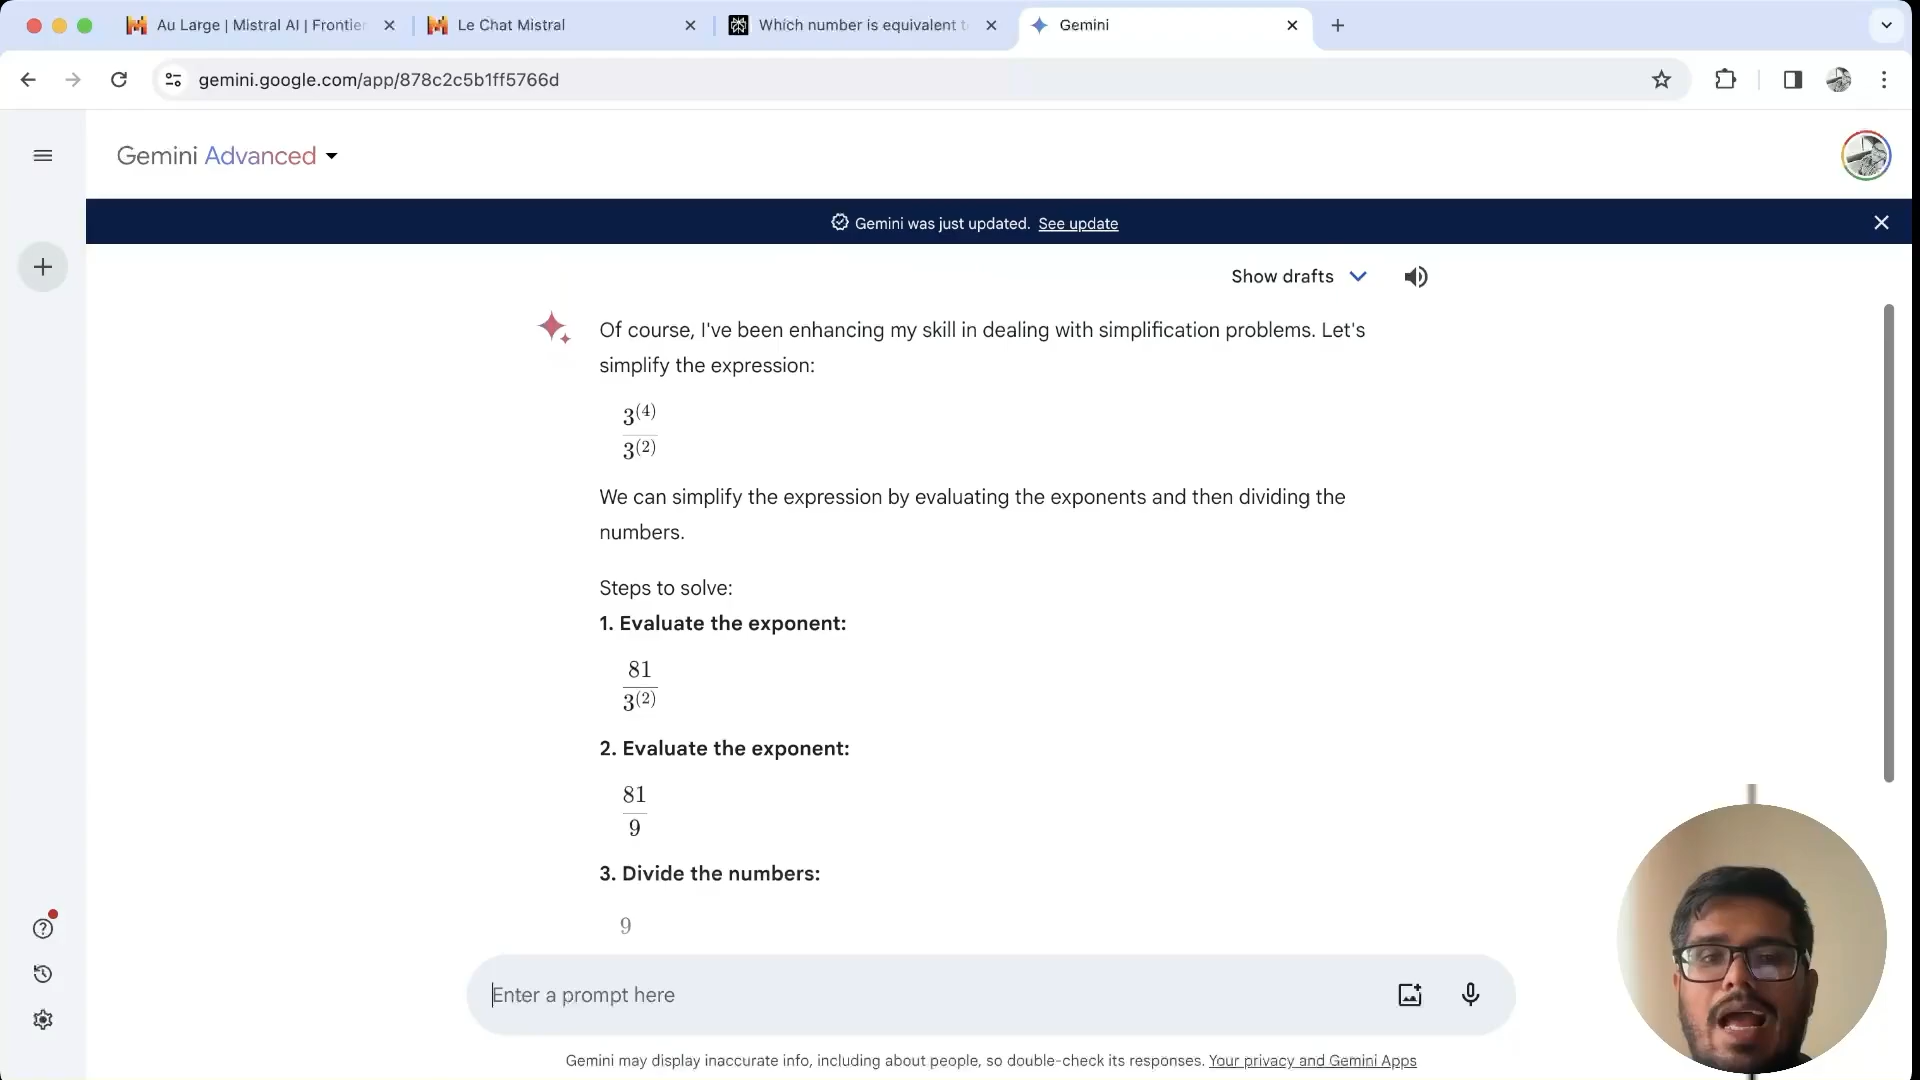 Au Large | Mistral AI | Frontier
Le Chat Mistral
Which number is equivalent t
Gemini
gemini.google.com/app/878c2c5b1ff5766d
Gemini Advanced
Gemini was just updated. See update
Show drafts
Of course, I've been enhancing my skill in dealing with simplification problems. Let's
simplify the expression:
3^(4)
3^(2)
We can simplify the expression by evaluating the exponents and then dividing the
numbers.
Steps to solve:
1. Evaluate the exponent:
81
3^(2)
2. Evaluate the exponent:
81
9
3. Divide the numbers:
9
Enter a prompt here
Gemini may display inaccurate info, including about people, so double-check its responses. Your privacy and Gemini Apps